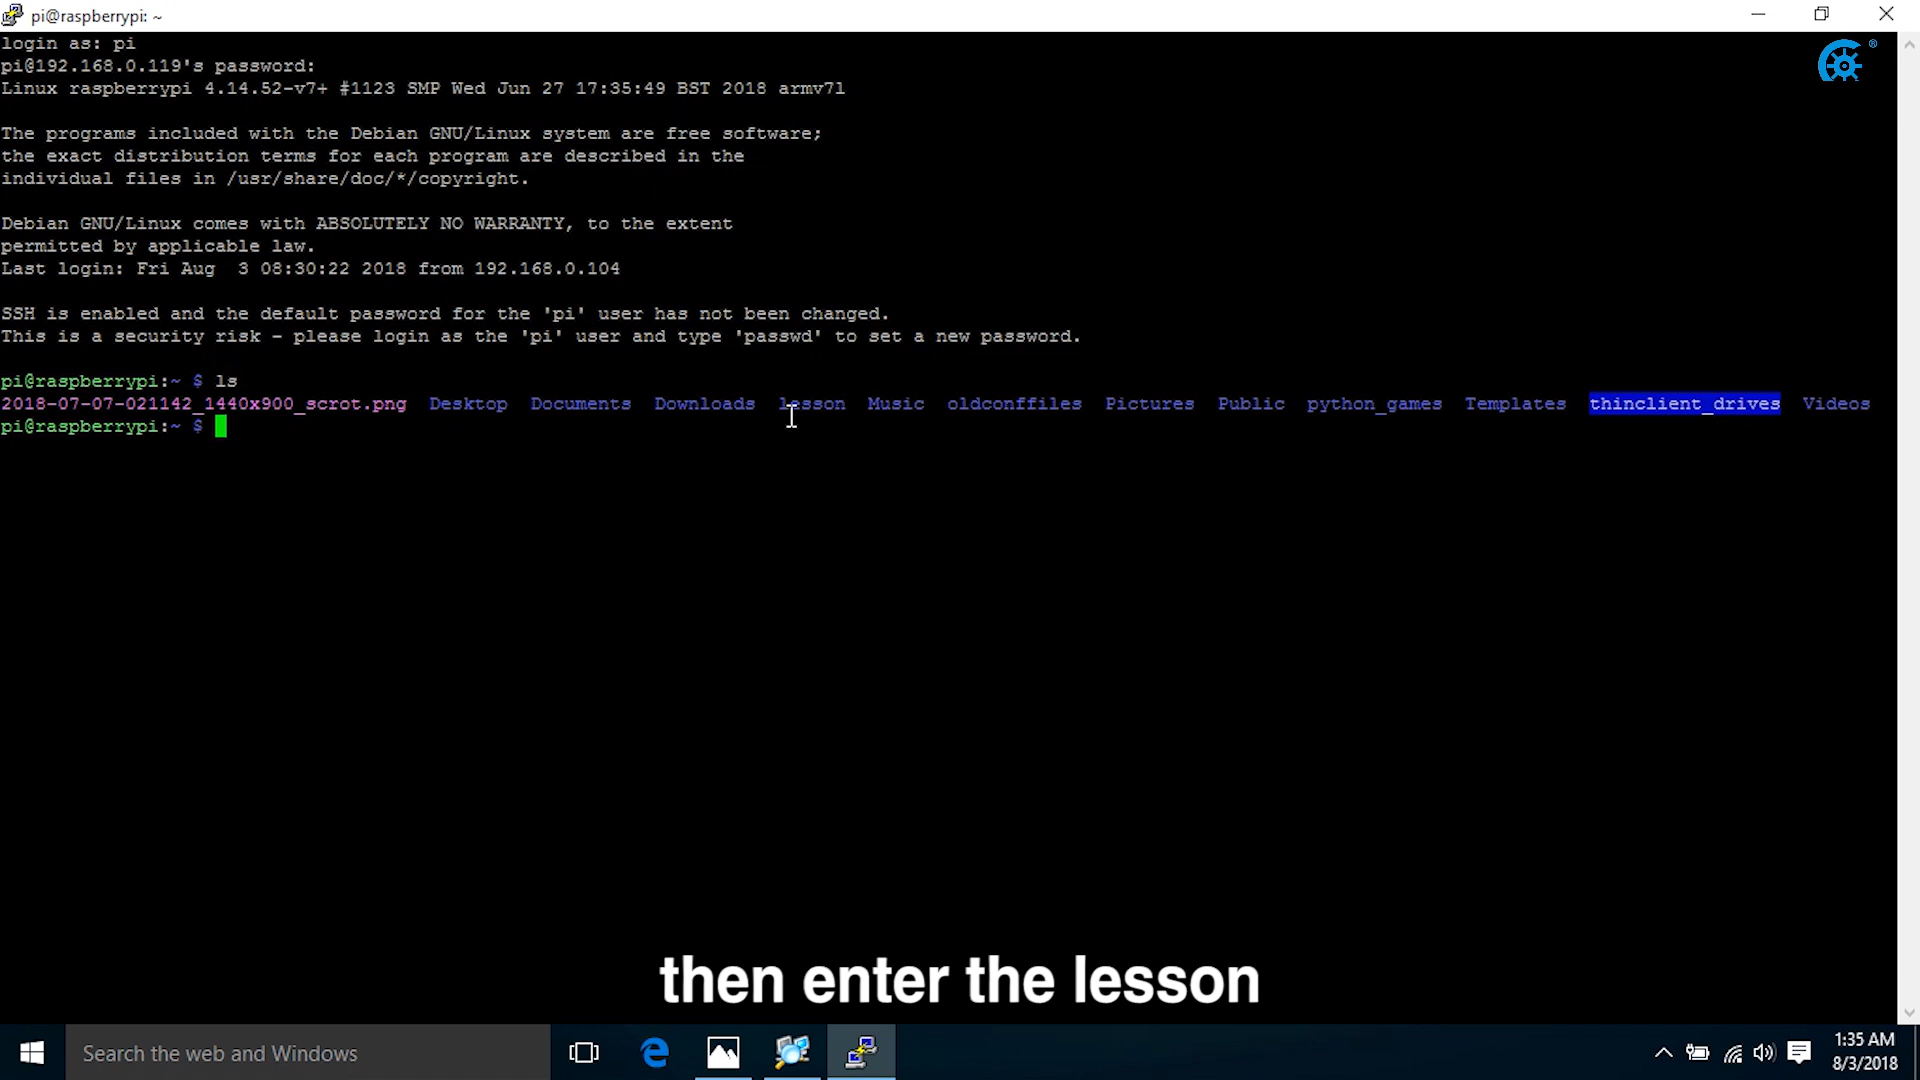 pi@raspberrypi: ~
login as: pi
pi@192.168.0.119's password:
Linux raspberrypi 4.14.52-v7+ #1123 SMP Wed Jun 27 17:35:49 BST 2018 armv7l
The programs included with the Debian GNU/Linux system are free software;
the exact distribution terms for each program are described in the
individual files in /usr/share/doc/*/copyright.
Debian GNU/Linux comes with ABSOLUTELY NO WARRANTY, to the extent
permitted by applicable law.
Last login: Fri Aug  3 08:30:22 2018 from 192.168.0.104
SSH is enabled and the default password for the 'pi' user has not been changed.
This is a security risk - please login as the 'pi' user and type 'passwd' to set a new password.
pi@raspberrypi:~ $ ls
2018-07-07-021142_1440x900_scrot.png  Desktop  Documents  Downloads  lesson  Music  oldconffiles  Pictures  Public  python_games  Templates  thinclient_drives  Videos
pi@raspberrypi:~ $
then enter the lesson
Search the web and Windows
1:35 AM
8/3/2018